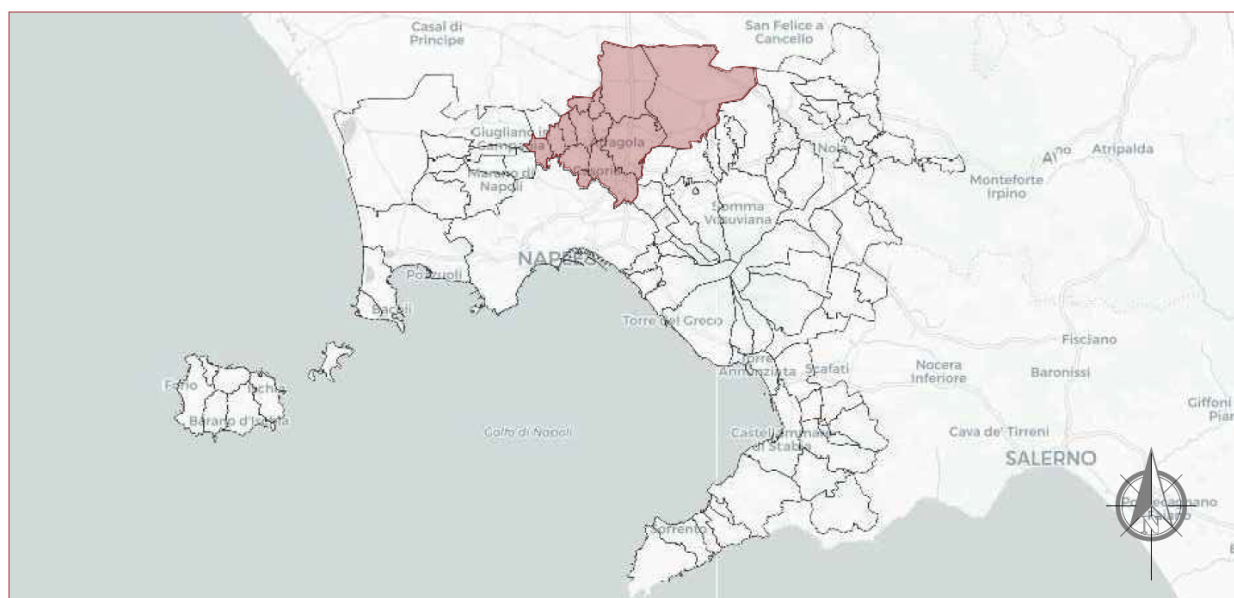 San Felice a
Cancello
Casal di
Principe
Giugliano in
Campania
Nola
Atripalda
Marano di
Napoli
Monteforte
Irpino
Somma
Vesuviana
Pozzuoli
Bacoli
Torre del Greco
Fisciano
Torre
Annunziata
Scafati
Nocera
Inferiore
Baronissi
Forio
Ischia
Barano d'Ischia
Giffoni
Golfo di Napoli
Castellammare
di Stabia
Cava de' Tirreni
SALERNO
Sorrento
N